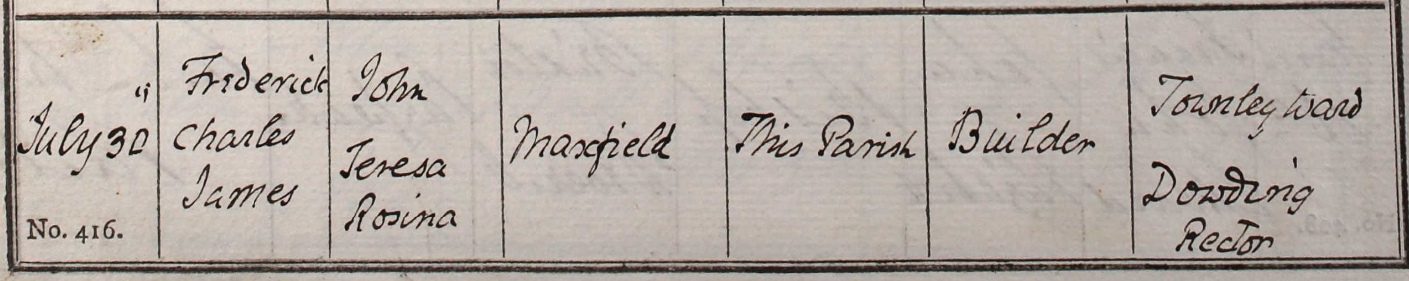 July 30"
No. 416.
Frederick
Charles
James
John
Teresa
Rosina
Maxfield
This Parish
Builder
Townley Ward
Dowding
Rector